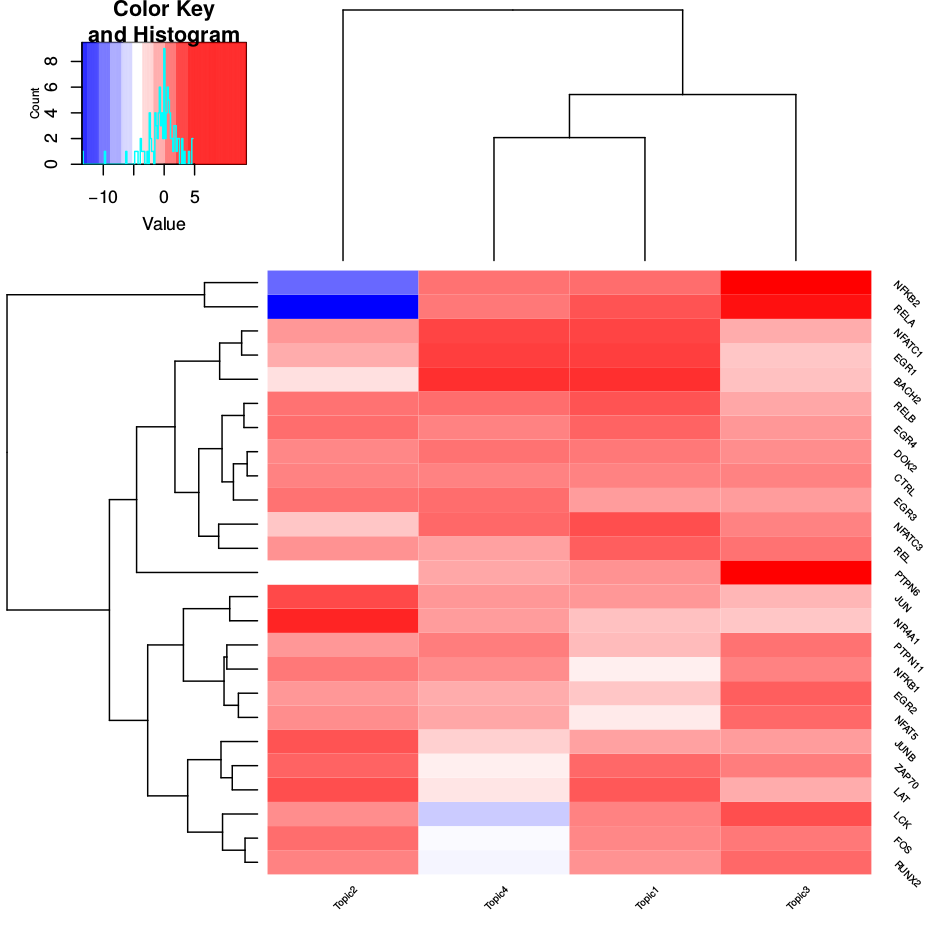 Color Key
and Histogram
Count
0 2 4 6 8
−10 0 5
Value
NFKB2
RELA
NFATC1
EGR1
BACH2
RELB
EGR4
DOK2
CTRL
EGR3
NFATC3
REL
PTPN6
JUN
NR4A1
PTPN11
NFKB1
EGR2
NFAT5
JUNB
ZAP70
LAT
LCK
FOS
RUNX2
Topic2 Topic4 Topic1 Topic3